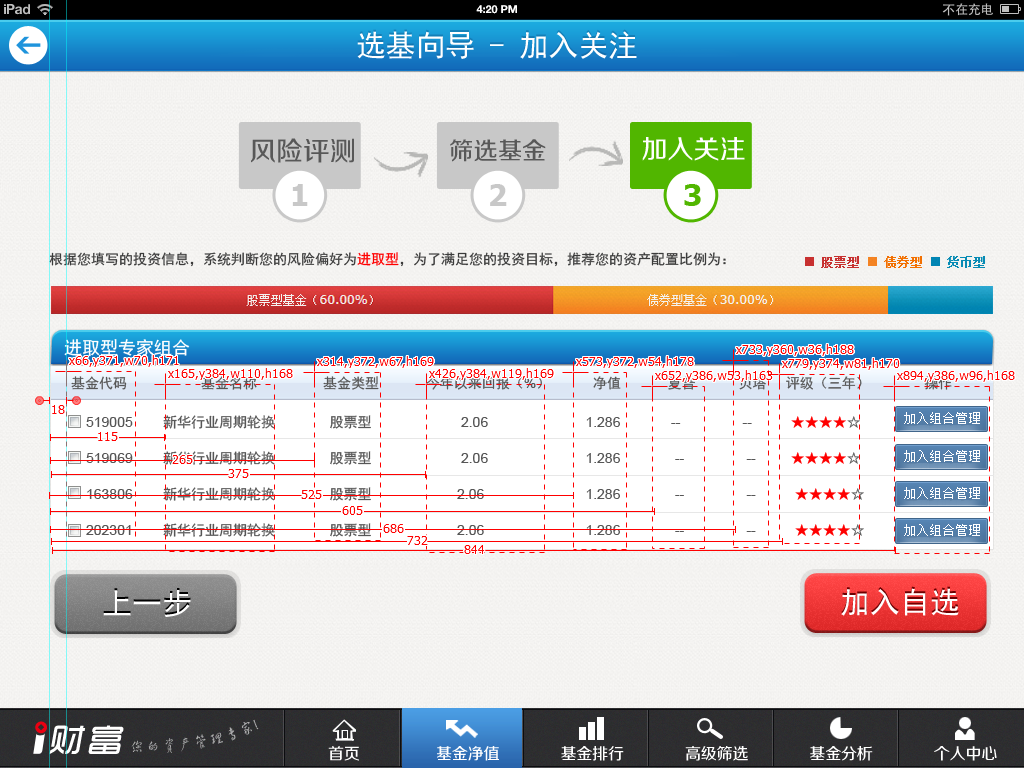 iPad 4:20 PM 不在充电
选基向导 - 加入关注
风险评测 筛选基金 加入关注
1 2 3
根据您填写的投资信息，系统判断您的风险偏好为进取型，为了满足您的投资目标，推荐您的资产配置比例为：
股票型 债券型 货币型
股票型基金（60.00%） 债券型基金（30.00%）
进取型专家组合
x733,y360,w36,h188
x66,y371,w70,h171 x314,y372,w67,h169 x573,y372,w54,h178 x779,y374,w81,h170
x165,y384,w110,h168 x426,y384,w119,h169 x652,y386,w53,h163 x894,y386,w96,h168
基金代码 基金名称 基金类型 今年以来回报（%） 净值 夏普 贝塔 评级（三年） 操作
18
519005 新华行业周期轮换 股票型 2.06 1.286 -- -- ★★★★☆ 加入组合管理
115
519069 新华行业周期轮换 股票型 2.06 1.286 -- -- ★★★★☆ 加入组合管理
265
375
163806 新华行业周期轮换 股票型 2.06 1.286 -- -- ★★★★☆ 加入组合管理
525
605
202301 新华行业周期轮换 股票型 2.06 1.286 -- -- ★★★★☆ 加入组合管理
686
732
844
上一步 加入自选
i财富 您的资产管理专家!
首页 基金净值 基金排行 高级筛选 基金分析 个人中心